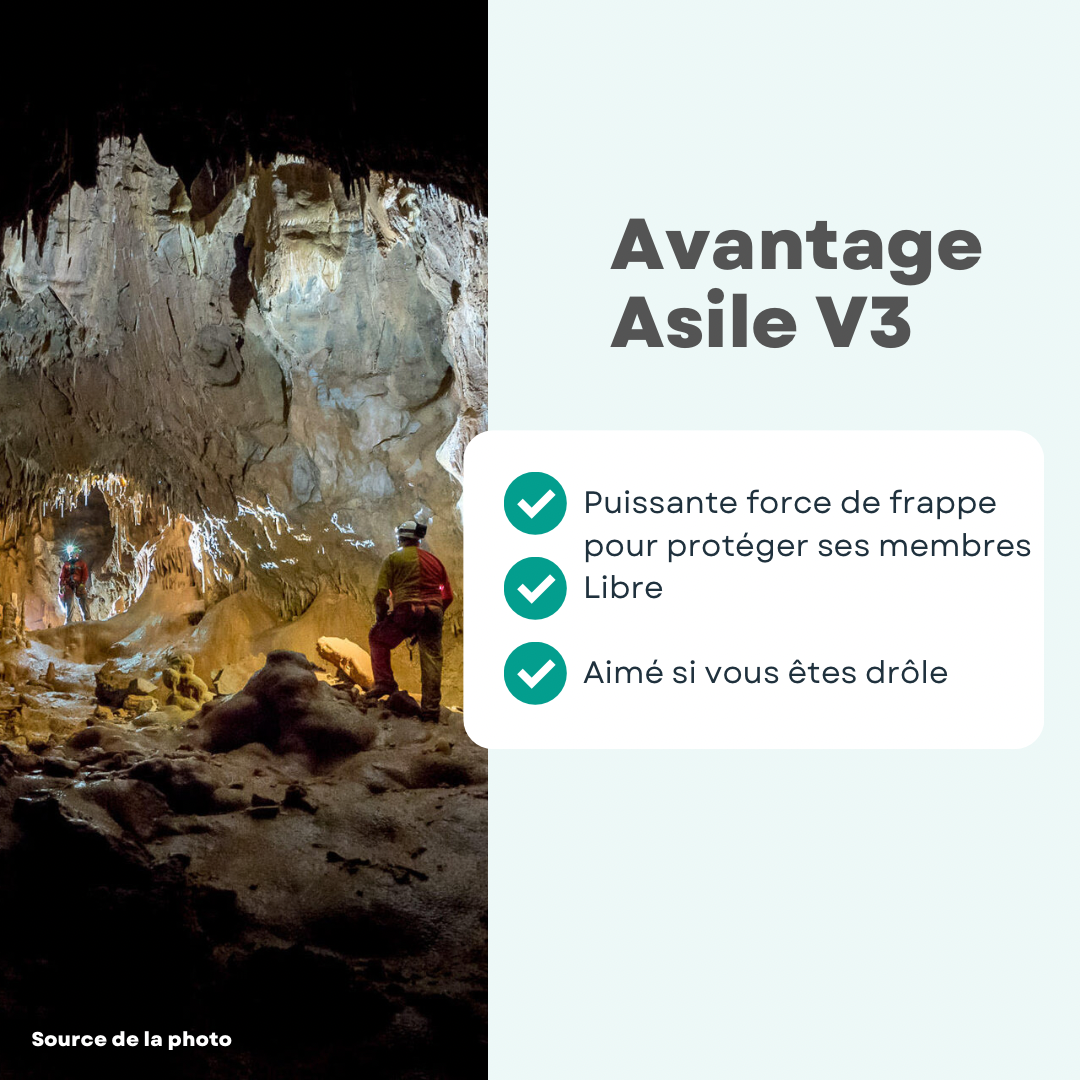 Avantage
Asile V3
Puissante force de frappe
pour protéger ses membres
Libre
Aimé si vous êtes drôle
Source de la photo